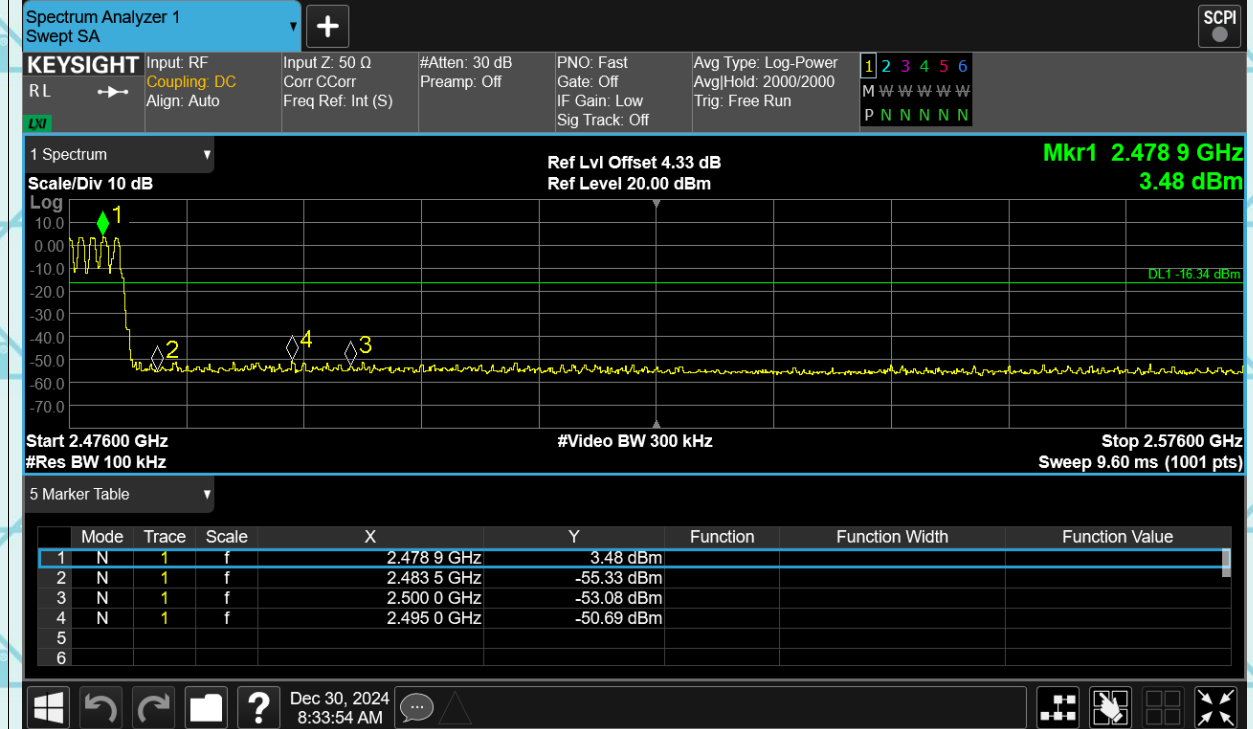 Spectrum Analyzer 1
Swept SA
SCPI
KEYSIGHT
R L
LXI
Input: RF
Coupling: DC
Align: Auto
Input Z: 50 Ω
Corr CCorr
Freq Ref: Int (S)
#Atten: 30 dB
Preamp: Off
PNO: Fast
Gate: Off
IF Gain: Low
Sig Track: Off
Avg Type: Log-Power
Avg|Hold: 2000/2000
Trig: Free Run
1 2 3 4 5 6
M W W W W W
P N N N N N
1 Spectrum
Scale/Div 10 dB
Ref Lvl Offset 4.33 dB
Ref Level 20.00 dBm
Mkr1 2.478 9 GHz
3.48 dBm
Log
10.0
0.00
-10.0
-20.0
-30.0
-40.0
-50.0
-60.0
-70.0
1
2
4
3
DL1 -16.34 dBm
Start 2.47600 GHz
#Video BW 300 kHz
Stop 2.57600 GHz
#Res BW 100 kHz
Sweep 9.60 ms (1001 pts)
5 Marker Table
Mode Trace Scale X Y Function Function Width Function Value
1 N 1 f 2.478 9 GHz 3.48 dBm
2 N 1 f 2.483 5 GHz -55.33 dBm
3 N 1 f 2.500 0 GHz -53.08 dBm
4 N 1 f 2.495 0 GHz -50.69 dBm
5
6
?
Dec 30, 2024
8:33:54 AM